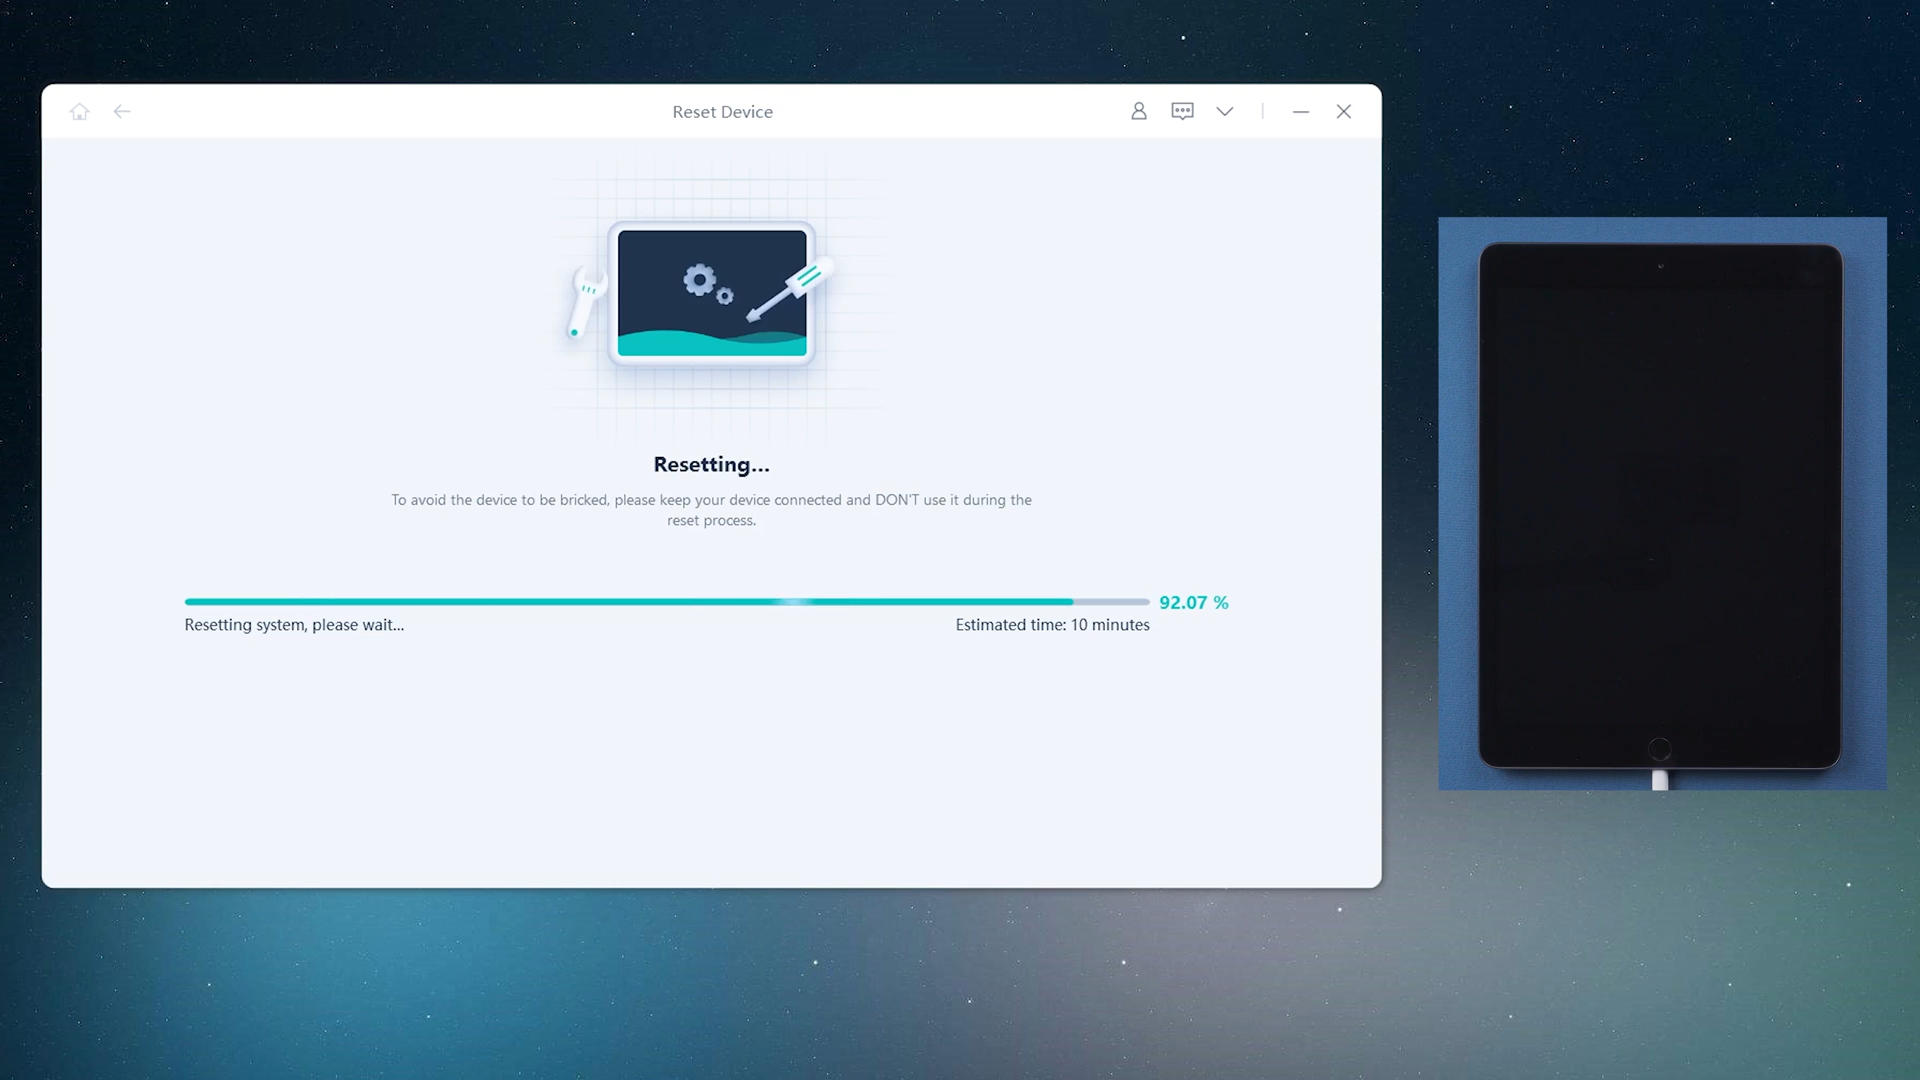 Reset Device
Resetting...
To avoid the device to be bricked, please keep your device connected and DON'T use it during the
reset process.
92.07 %
Resetting system, please wait...
Estimated time: 10 minutes